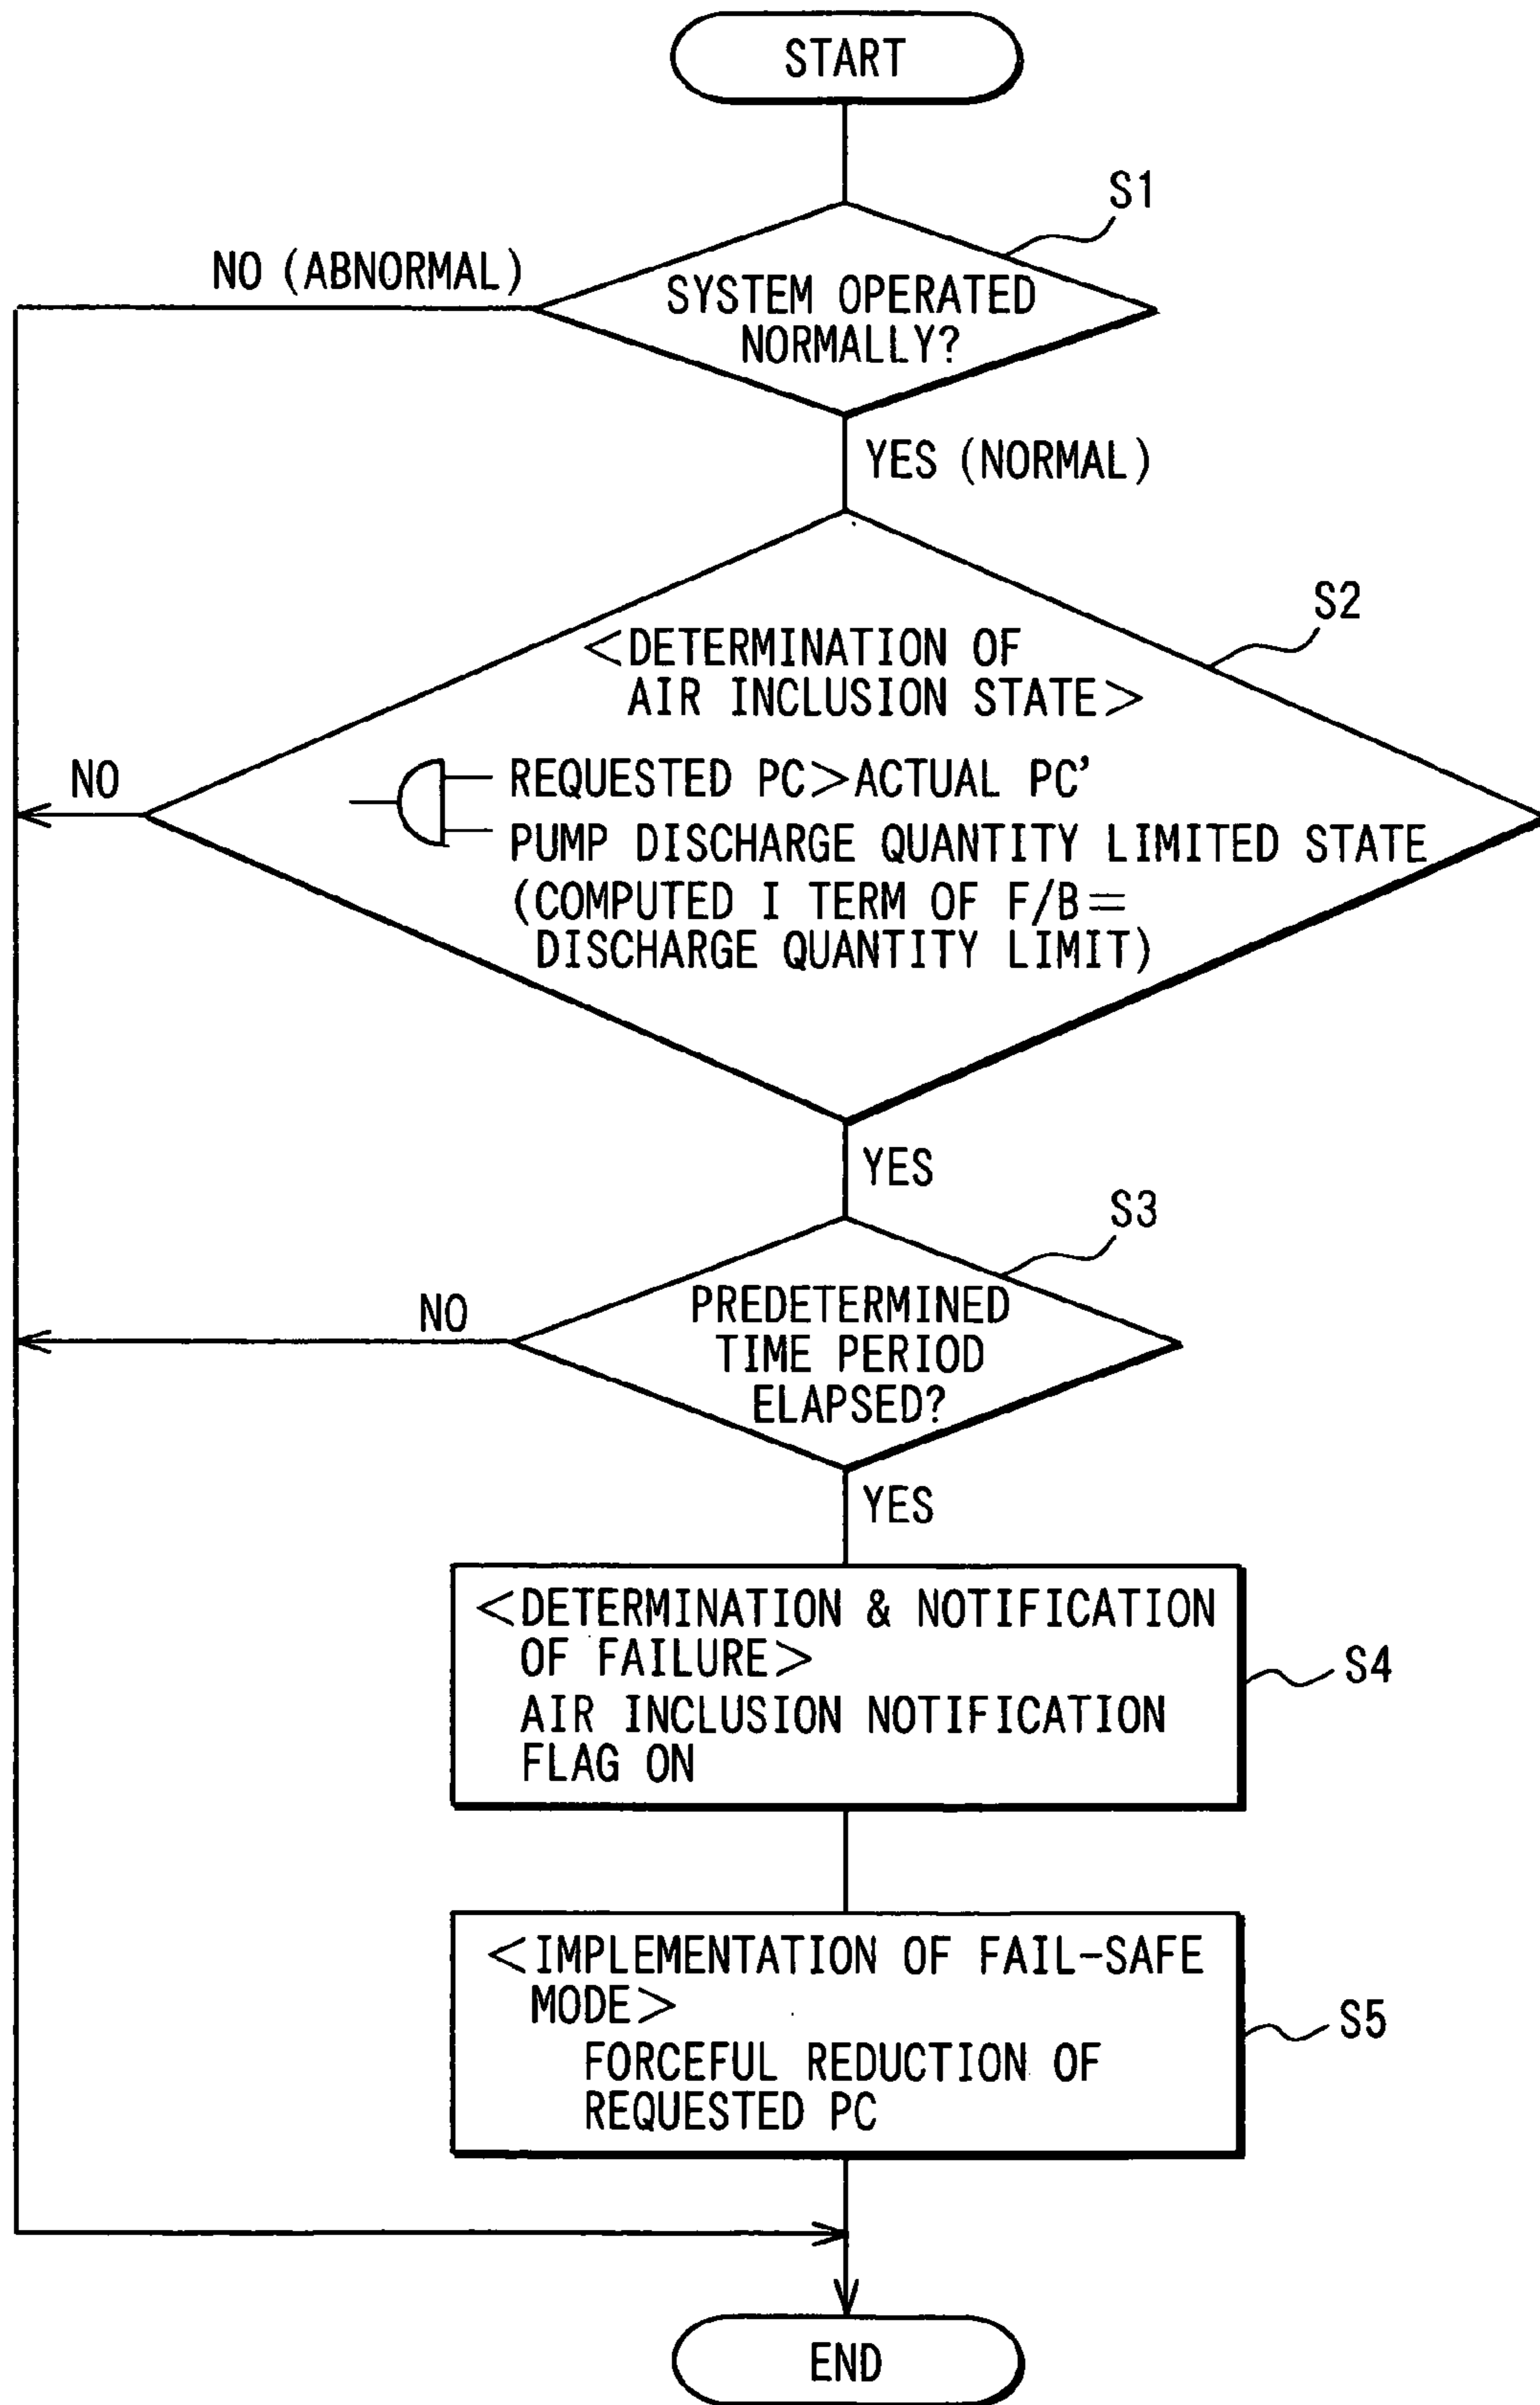 START
S1
NO (ABNORMAL)
SYSTEM OPERATED
NORMALLY?
YES (NORMAL)
S2
<DETERMINATION OF
AIR INCLUSION STATE>
NO
REQUESTED PC>ACTUAL PC'
PUMP DISCHARGE QUANTITY LIMITED STATE
(COMPUTED I TERM OF F/B=
DISCHARGE QUANTITY LIMIT)
YES
S3
NO
PREDETERMINED
TIME PERIOD
ELAPSED?
YES
<DETERMINATION & NOTIFICATION
OF FAILURE>
AIR INCLUSION NOTIFICATION
FLAG ON
S4
<IMPLEMENTATION OF FAIL-SAFE
MODE>
FORCEFUL REDUCTION OF
REQUESTED PC
S5
END